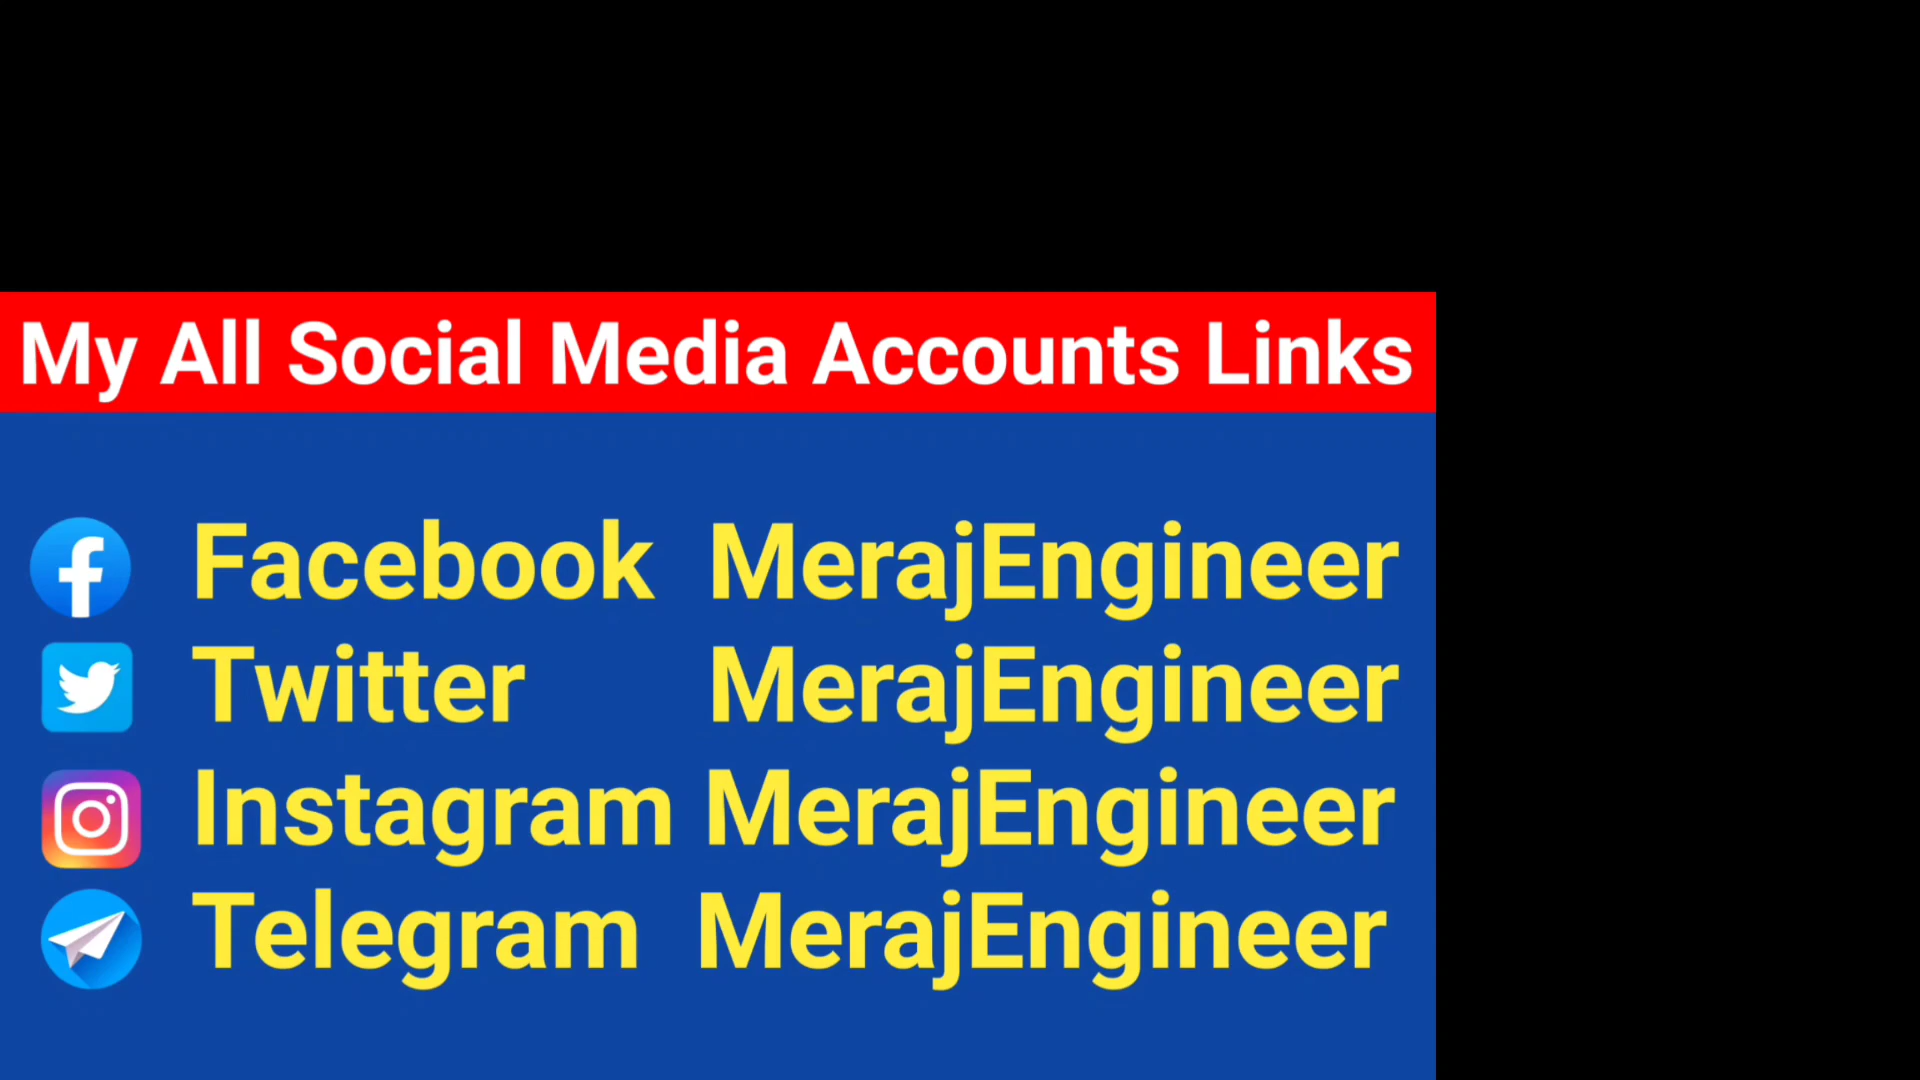 My All Social Media Accounts Links
Facebook MerajEngineer
Twitter MerajEngineer
Instagram MerajEngineer
Telegram MerajEngineer